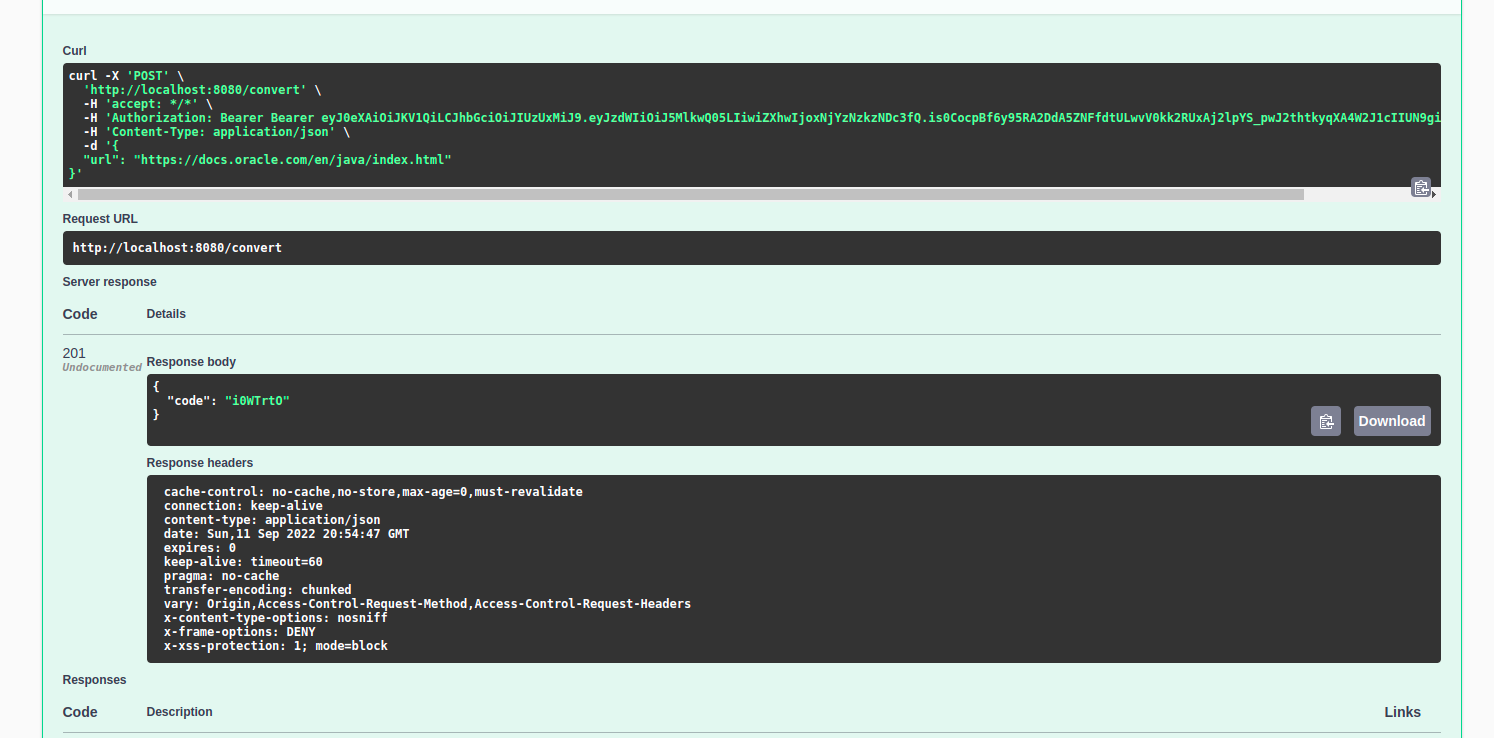 Curl
curl -X 'POST' \
'http://localhost:8080/convert' \
-H 'accept: */*' \
-H 'Authorization: Bearer Bearer eyJ0eXAiOiJKV1QiLCJhbGciOiJIUzUxMiJ9.eyJzdWIiOiJ5MlkwQ05LIiwiZXhwIjoxNjYzNzkzNDc3fQ.is0CocpBf6y95RA2DdA5ZNFfdtULwvV0kk2RUxAj2lpYS_pwJ2thtkyqXA4W2J1cIIUN9gi
-H 'Content-Type: application/json' \
-d '{
"url": "https://docs.oracle.com/en/java/index.html"
}'
Request URL
http://localhost:8080/convert
Server response
Code Details
201
Undocumented
Response body
{
"code": "i0WTrtO"
}
Download
Response headers
cache-control: no-cache,no-store,max-age=0,must-revalidate
connection: keep-alive
content-type: application/json
date: Sun,11 Sep 2022 20:54:47 GMT
expires: 0
keep-alive: timeout=60
pragma: no-cache
transfer-encoding: chunked
vary: Origin,Access-Control-Request-Method,Access-Control-Request-Headers
x-content-type-options: nosniff
x-frame-options: DENY
x-xss-protection: 1; mode=block
Responses
Code Description Links